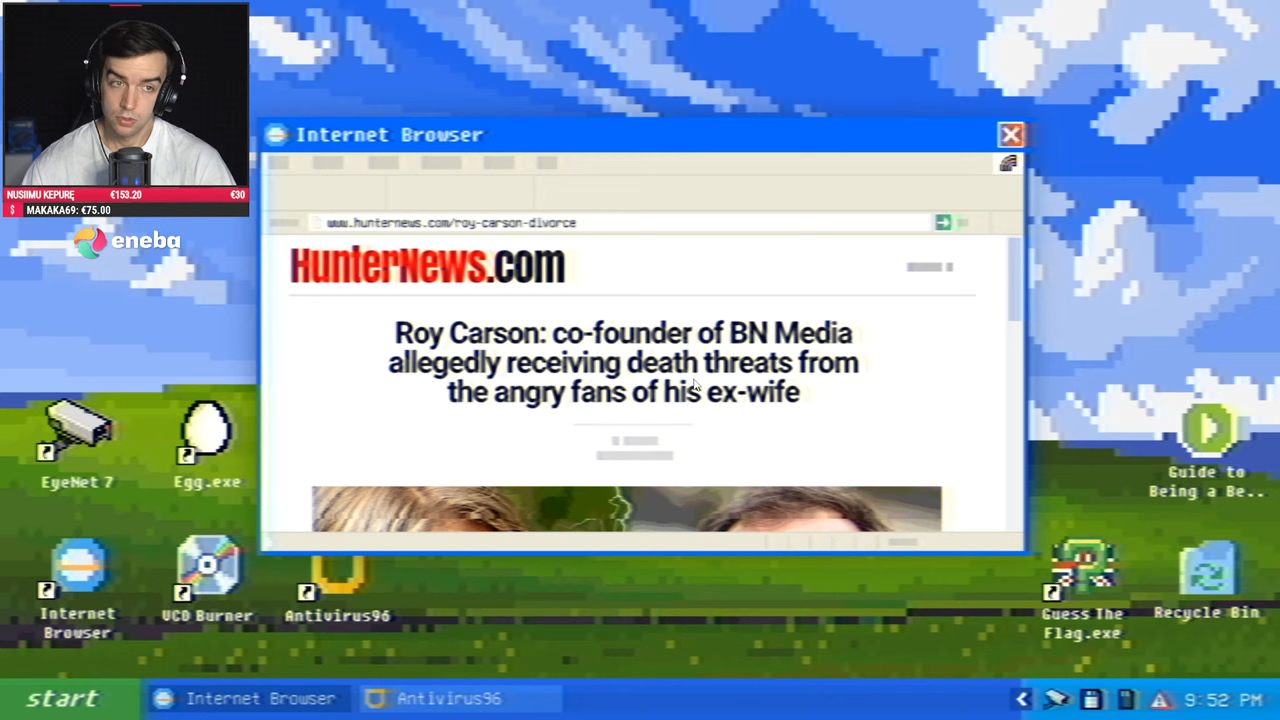 NUSIIMU KEPURĘ €153.20 €30
$ MAKAKA69: €75.00
eneba
Internet Browser
www.hunternews.com/roy-carson-divorce
HunterNews.com
Roy Carson: co-founder of BN Media
allegedly receiving death threats from
the angry fans of his ex-wife
EyeNet 7
Egg.exe
Guide to
Being a Be..
Internet
Browser
VCD Burner
Antivirus96
Guess The
Flag.exe
Recycle Bin
start
Internet Browser
Antivirus96
9:52 PM